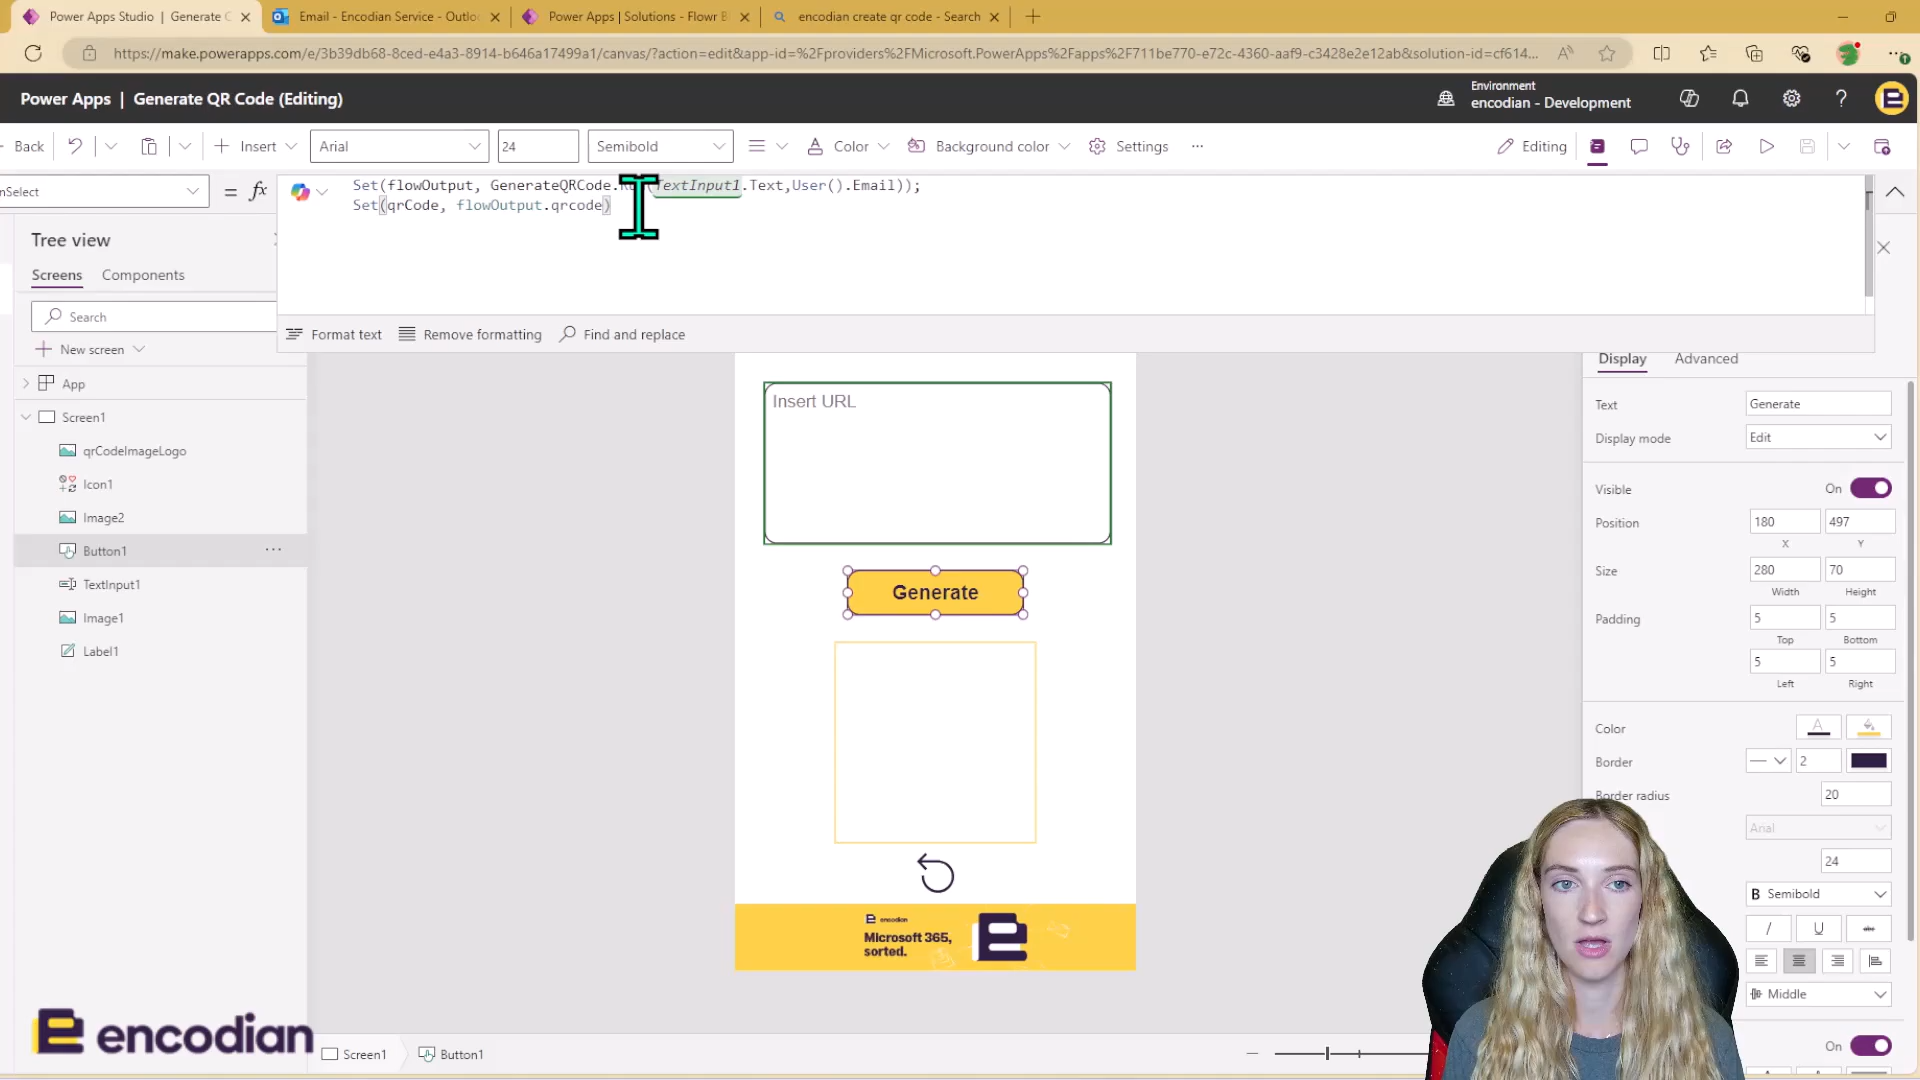 Power Apps Studio | Generate C
Email - Encodian Service - Outlo
Power Apps | Solutions - Flowr B
encodian create qr code - Search
https://make.powerapps.com/e/3b39db68-8ced-e4a3-8914-b646a17499a1/canvas/?action=edit&app-id=%2Fproviders%2FMicrosoft.PowerApps%2Fapps%2F711be770-e72c-4360-aaf9-c3428e2e12ab&solution-id=cf614...
Power Apps | Generate QR Code (Editing)
Environment
encodian - Development
Back
Insert
Arial
24
Semibold
Color
Background color
Settings
Editing
nSelect
= fx
Set(flowOutput, GenerateQRCode.Run(TextInput1.Text,User().Email));
Set(qrCode, flowOutput.qrcode)
Format text
Remove formatting
Find and replace
Tree view
Screens
Components
Search
New screen
App
Screen1
qrCodeImageLogo
Icon1
Image2
Button1
TextInput1
Image1
Label1
Insert URL
Generate
encodian
Microsoft 365,
sorted.
Display
Advanced
Text
Generate
Display mode
Edit
Visible
On
Position
180
497
X
Y
Size
280
70
Width
Height
Padding
5
5
Top
Bottom
5
5
Left
Right
Color
Border
2
Border radius
20
Arial
24
B Semibold
Middle
On
encodian
Screen1
Button1